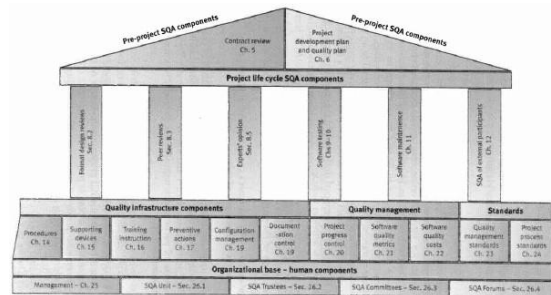 Pre-project SQA components
Pre-project SQA components
Contract review
Ch. 5
Project
development plan
and quality plan
Ch. 6
Project life cycle SQA components
Formal design reviews
Sec. 8.2
Peer reviews
Sec. 8.3
Experts' opinion
Sec. 8.5
Software testing
Chs 9–10
Software maintenance
Ch. 11
SQA of external participants
Ch. 12
Quality infrastructure components
Quality management
Standards
Procedures
Ch. 14
Supporting
devices
Ch. 15
Training
instruction
Ch. 16
Preventive
actions
Ch. 17
Configuration
management
Ch. 18
Document
ation
control
Ch. 19
Project
progress
control
Ch. 20
Software
quality
metrics
Ch. 21
Software
quality
costs
Ch. 22
Quality
management
standards
Ch. 23
Project
process
standards
Ch. 24
Organizational base – human components
Management – Ch. 25
SQA Unit – Sec. 26.1
SQA Trustees – Sec. 26.2
SQA Committees – Sec. 26.3
SQA Forums – Sec. 26.4